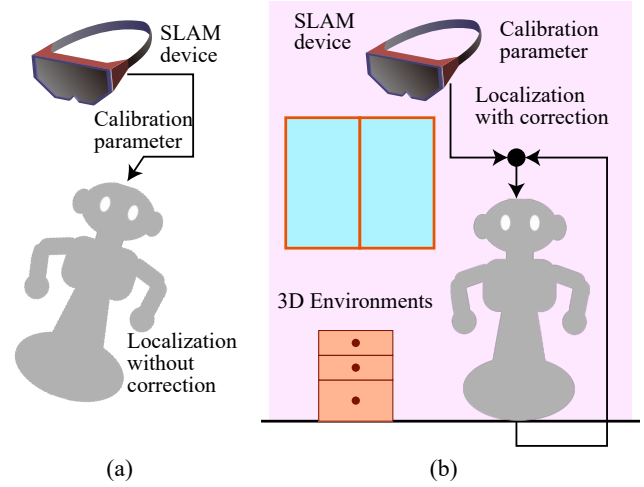 SLAM
device
Calibration
parameter
Localization
without
correction
(a)
SLAM
device
Calibration
parameter
Localization
with correction
3D Environments
(b)